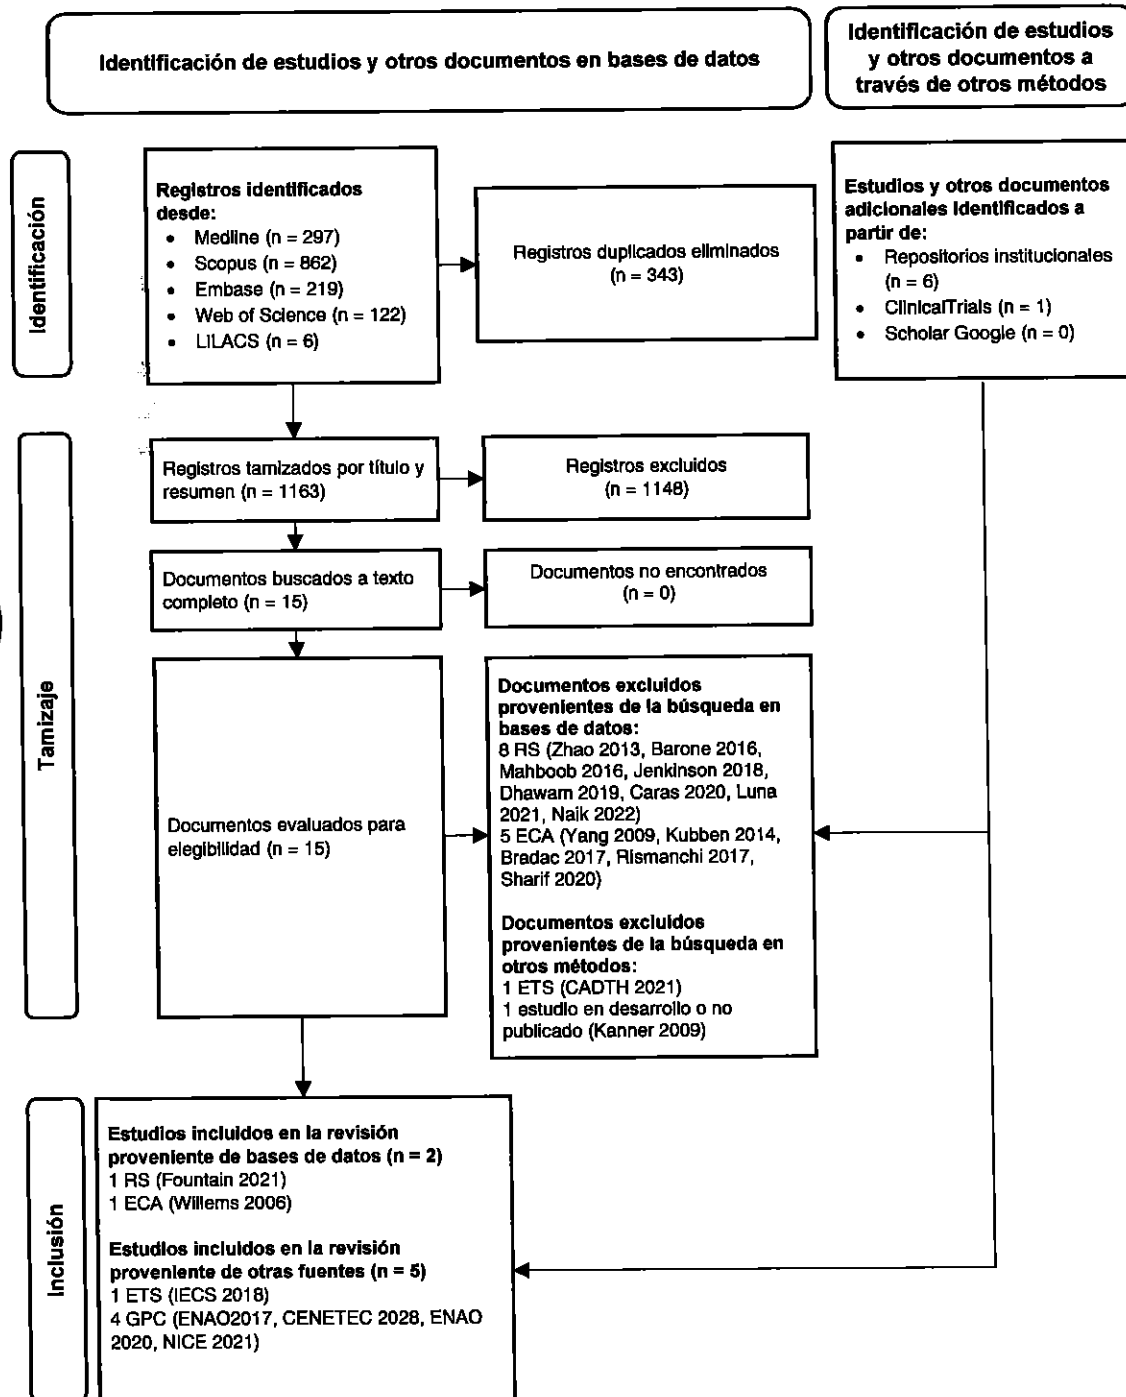 Identificación de estudios y otros documentos en bases de datos
Identificación de estudios
y otros documentos a
través de otros métodos
Identificación
Registros identificados
desde:
• Medline (n = 297)
• Scopus (n = 862)
• Embase (n = 219)
• Web of Science (n = 122)
• LILACS (n = 6)
Registros duplicados eliminados
(n = 343)
Estudios y otros documentos
adicionales identificados a
partir de:
• Repositorios institucionales
(n = 6)
• ClinicalTrials (n = 1)
• Scholar Google (n = 0)
Tamizaje
Registros tamizados por título y
resumen (n = 1163)
Registros excluidos
(n = 1148)
Documentos buscados a texto
completo (n = 15)
Documentos no encontrados
(n = 0)
Documentos evaluados para
elegibilidad (n = 15)
Documentos excluidos
provenientes de la búsqueda en
bases de datos:
8 RS (Zhao 2013, Barone 2016,
Mahboob 2016, Jenkinson 2018,
Dhawam 2019, Caras 2020, Luna
2021, Naik 2022)
5 ECA (Yang 2009, Kubben 2014,
Bradac 2017, Rismanchi 2017,
Sharif 2020)
Documentos excluidos
provenientes de la búsqueda en
otros métodos:
1 ETS (CADTH 2021)
1 estudio en desarrollo o no
publicado (Kanner 2009)
Inclusión
Estudios incluidos en la revisión
proveniente de bases de datos (n = 2)
1 RS (Fountain 2021)
1 ECA (Willems 2006)
Estudios incluidos en la revisión
proveniente de otras fuentes (n = 5)
1 ETS (IECS 2018)
4 GPC (ENAO2017, CENETEC 2028, ENAO
2020, NICE 2021)